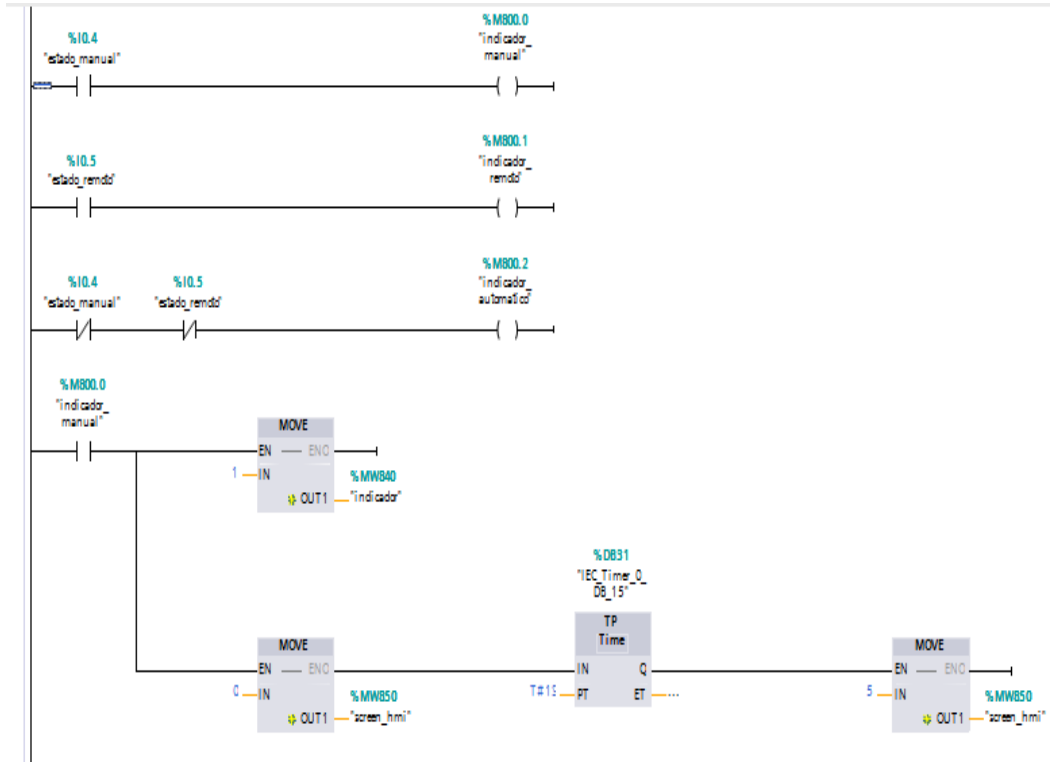 %I0.4
"estado_manual"
%M800.0
"indicador_
manual"
%I0.5
"estado_remoto"
%M800.1
"indicador_
remoto"
%I0.4
"estado_manual"
%I0.5
"estado_remoto"
%M800.2
"indicador_
automatico"
%M800.0
"indicador_
manual"
MOVE
EN
ENO
1
IN
%MW840
OUT1
"indicador"
%DB31
"IEC_Timer_0_
DB_15"
TP
Time
MOVE
EN
ENO
0
IN
%MW850
OUT1
"screen_hmi"
IN
Q
PT
ET
...
MOVE
EN
ENO
5
IN
%MW850
OUT1
"screen_hmi"